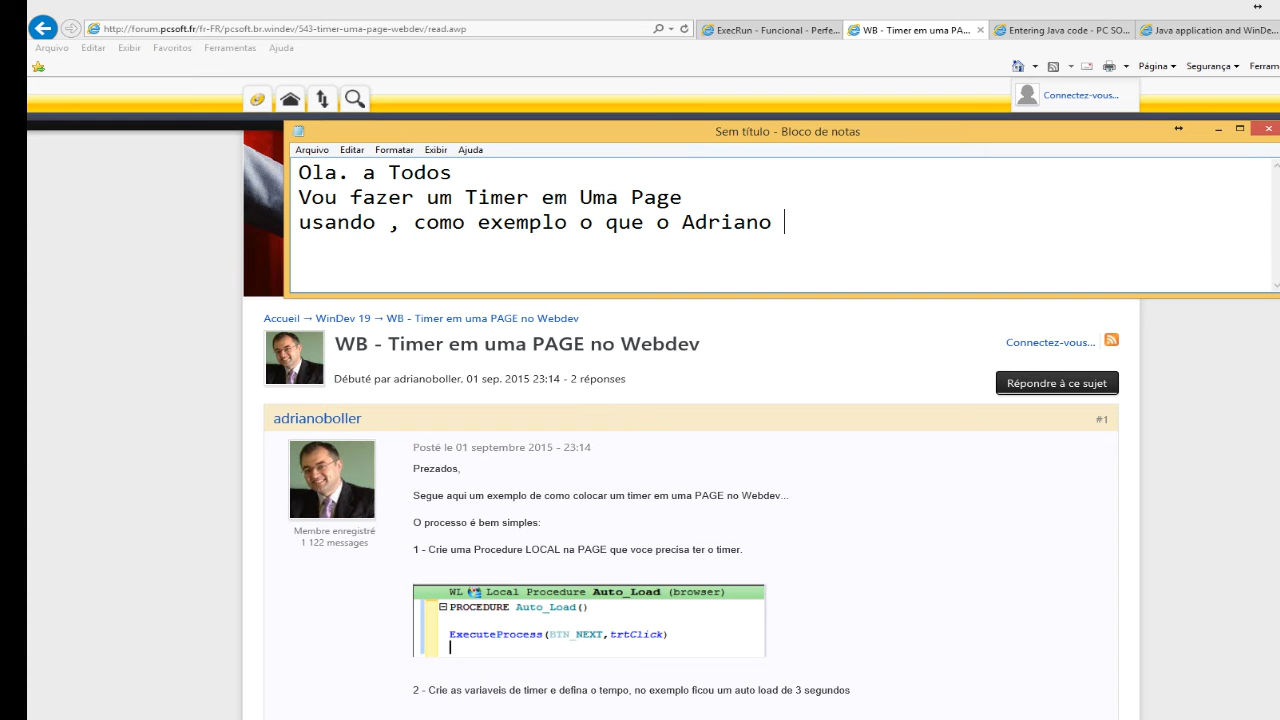 http://forum.pcsoft.fr/fr-FR/pcsoft.br.windev/543-timer-uma-page-webdev/read.awp
ExecRun - Funcional - Perfe...
WB - Timer em uma PA...
Entering Java code - PC SO...
Java application and WinDe...
Arquivo Editar Exibir Favoritos Ferramentas Ajuda
Página Segurança Ferram
Connectez-vous...
Sem título - Bloco de notas
Arquivo Editar Formatar Exibir Ajuda
Ola. a Todos
Vou fazer um Timer em Uma Page
usando , como exemplo o que o Adriano
Accueil → WinDev 19 → WB - Timer em uma PAGE no Webdev
WB - Timer em uma PAGE no Webdev
Connectez-vous...
Débuté par adrianoboller, 01 sep. 2015 23:14 - 2 réponses
Répondre à ce sujet
adrianoboller
#1
Posté le 01 septembre 2015 - 23:14
Prezados,
Segue aqui um exemplo de como colocar um timer em uma PAGE no Webdev...
O processo é bem simples:
Membre enregistré
1 122 messages
1 - Crie uma Procedure LOCAL na PAGE que voce precisa ter o timer.
WL Local Procedure Auto_Load (browser)
PROCEDURE Auto_Load()
ExecuteProcess(BTN_NEXT,trtClick)
2 - Crie as variaveis de timer e defina o tempo, no exemplo ficou um auto load de 3 segundos